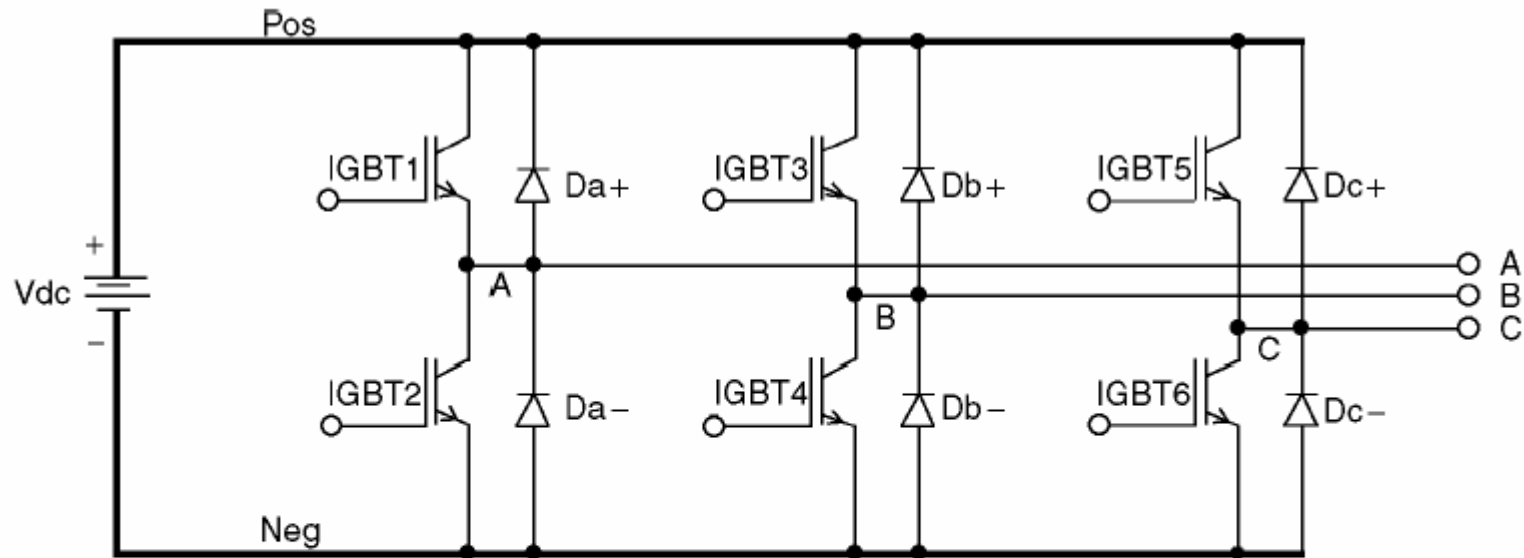 Pos
IGBT1
Da+
IGBT3
Db+
IGBT5
Dc+
+
Vdc
−
A
B
C
A
B
C
IGBT2
Da−
IGBT4
Db−
IGBT6
Dc−
Neg